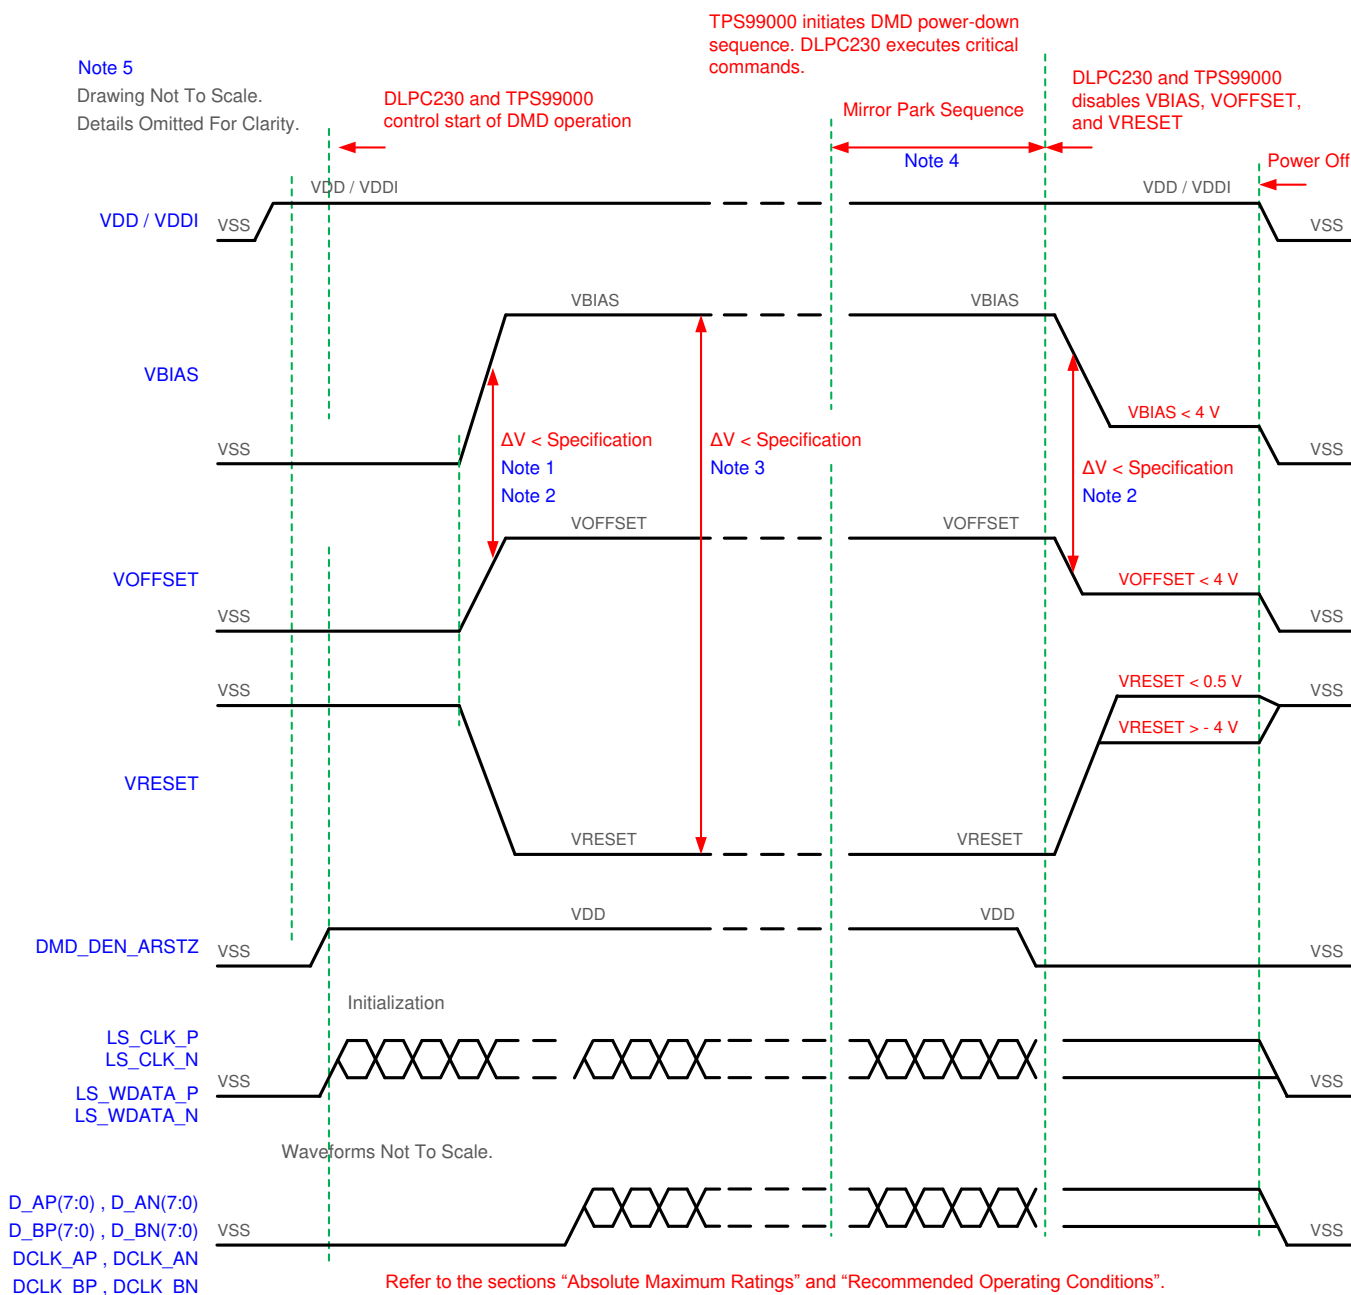 TPS99000 initiates DMD power-down
sequence. DLPC230 executes critical
commands.
Note 5
Drawing Not To Scale.
Details Omitted For Clarity.
DLPC230 and TPS99000
control start of DMD operation
Mirror Park Sequence
Note 4
DLPC230 and TPS99000
disables VBIAS, VOFFSET,
and VRESET
Power Off
VDD / VDDI
VSS
VDD / VDDI
VDD / VDDI
VSS
VBIAS
VSS
VBIAS
VBIAS
VBIAS < 4 V
VSS
ΔV < Specification
Note 1
Note 2
ΔV < Specification
Note 3
ΔV < Specification
Note 2
VOFFSET
VSS
VOFFSET
VOFFSET
VOFFSET < 4 V
VSS
VRESET
VSS
VRESET
VRESET
VRESET < 0.5 V
VRESET > - 4 V
VSS
DMD_DEN_ARSTZ
VSS
VDD
VDD
VSS
Initialization
LS_CLK_P
LS_CLK_N
LS_WDATA_P
LS_WDATA_N
VSS
VSS
Waveforms Not To Scale.
D_AP(7:0) , D_AN(7:0)
D_BP(7:0) , D_BN(7:0)
DCLK_AP , DCLK_AN
DCLK_BP , DCLK_BN
VSS
VSS
Refer to the sections “Absolute Maximum Ratings” and “Recommended Operating Conditions”.